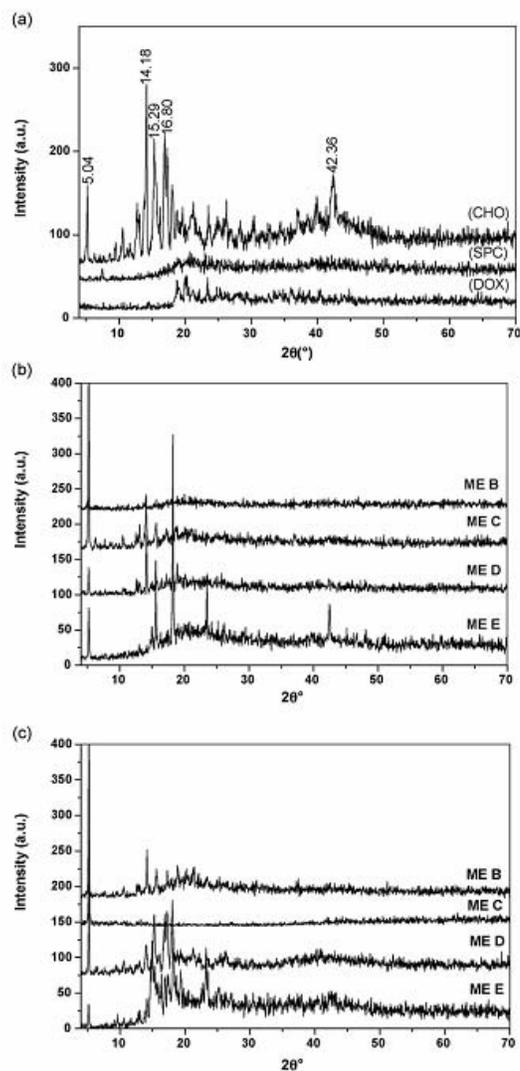 (a)
300
200
100
0
Intensity (a.u.)
5.04
14.18
15.29
16.80
42.36
(CHO)
(SPC)
(DOX)
10 20 30 40 50 60 70
2θ(°)
(b)
400
350
300
250
200
150
100
50
0
Intensity (a.u.)
ME B
ME C
ME D
ME E
10 20 30 40 50 60 70
2θ°
(c)
400
350
300
250
200
150
100
50
0
Intensity (a.u.)
ME B
ME C
ME D
ME E
10 20 30 40 50 60 70
2θ°